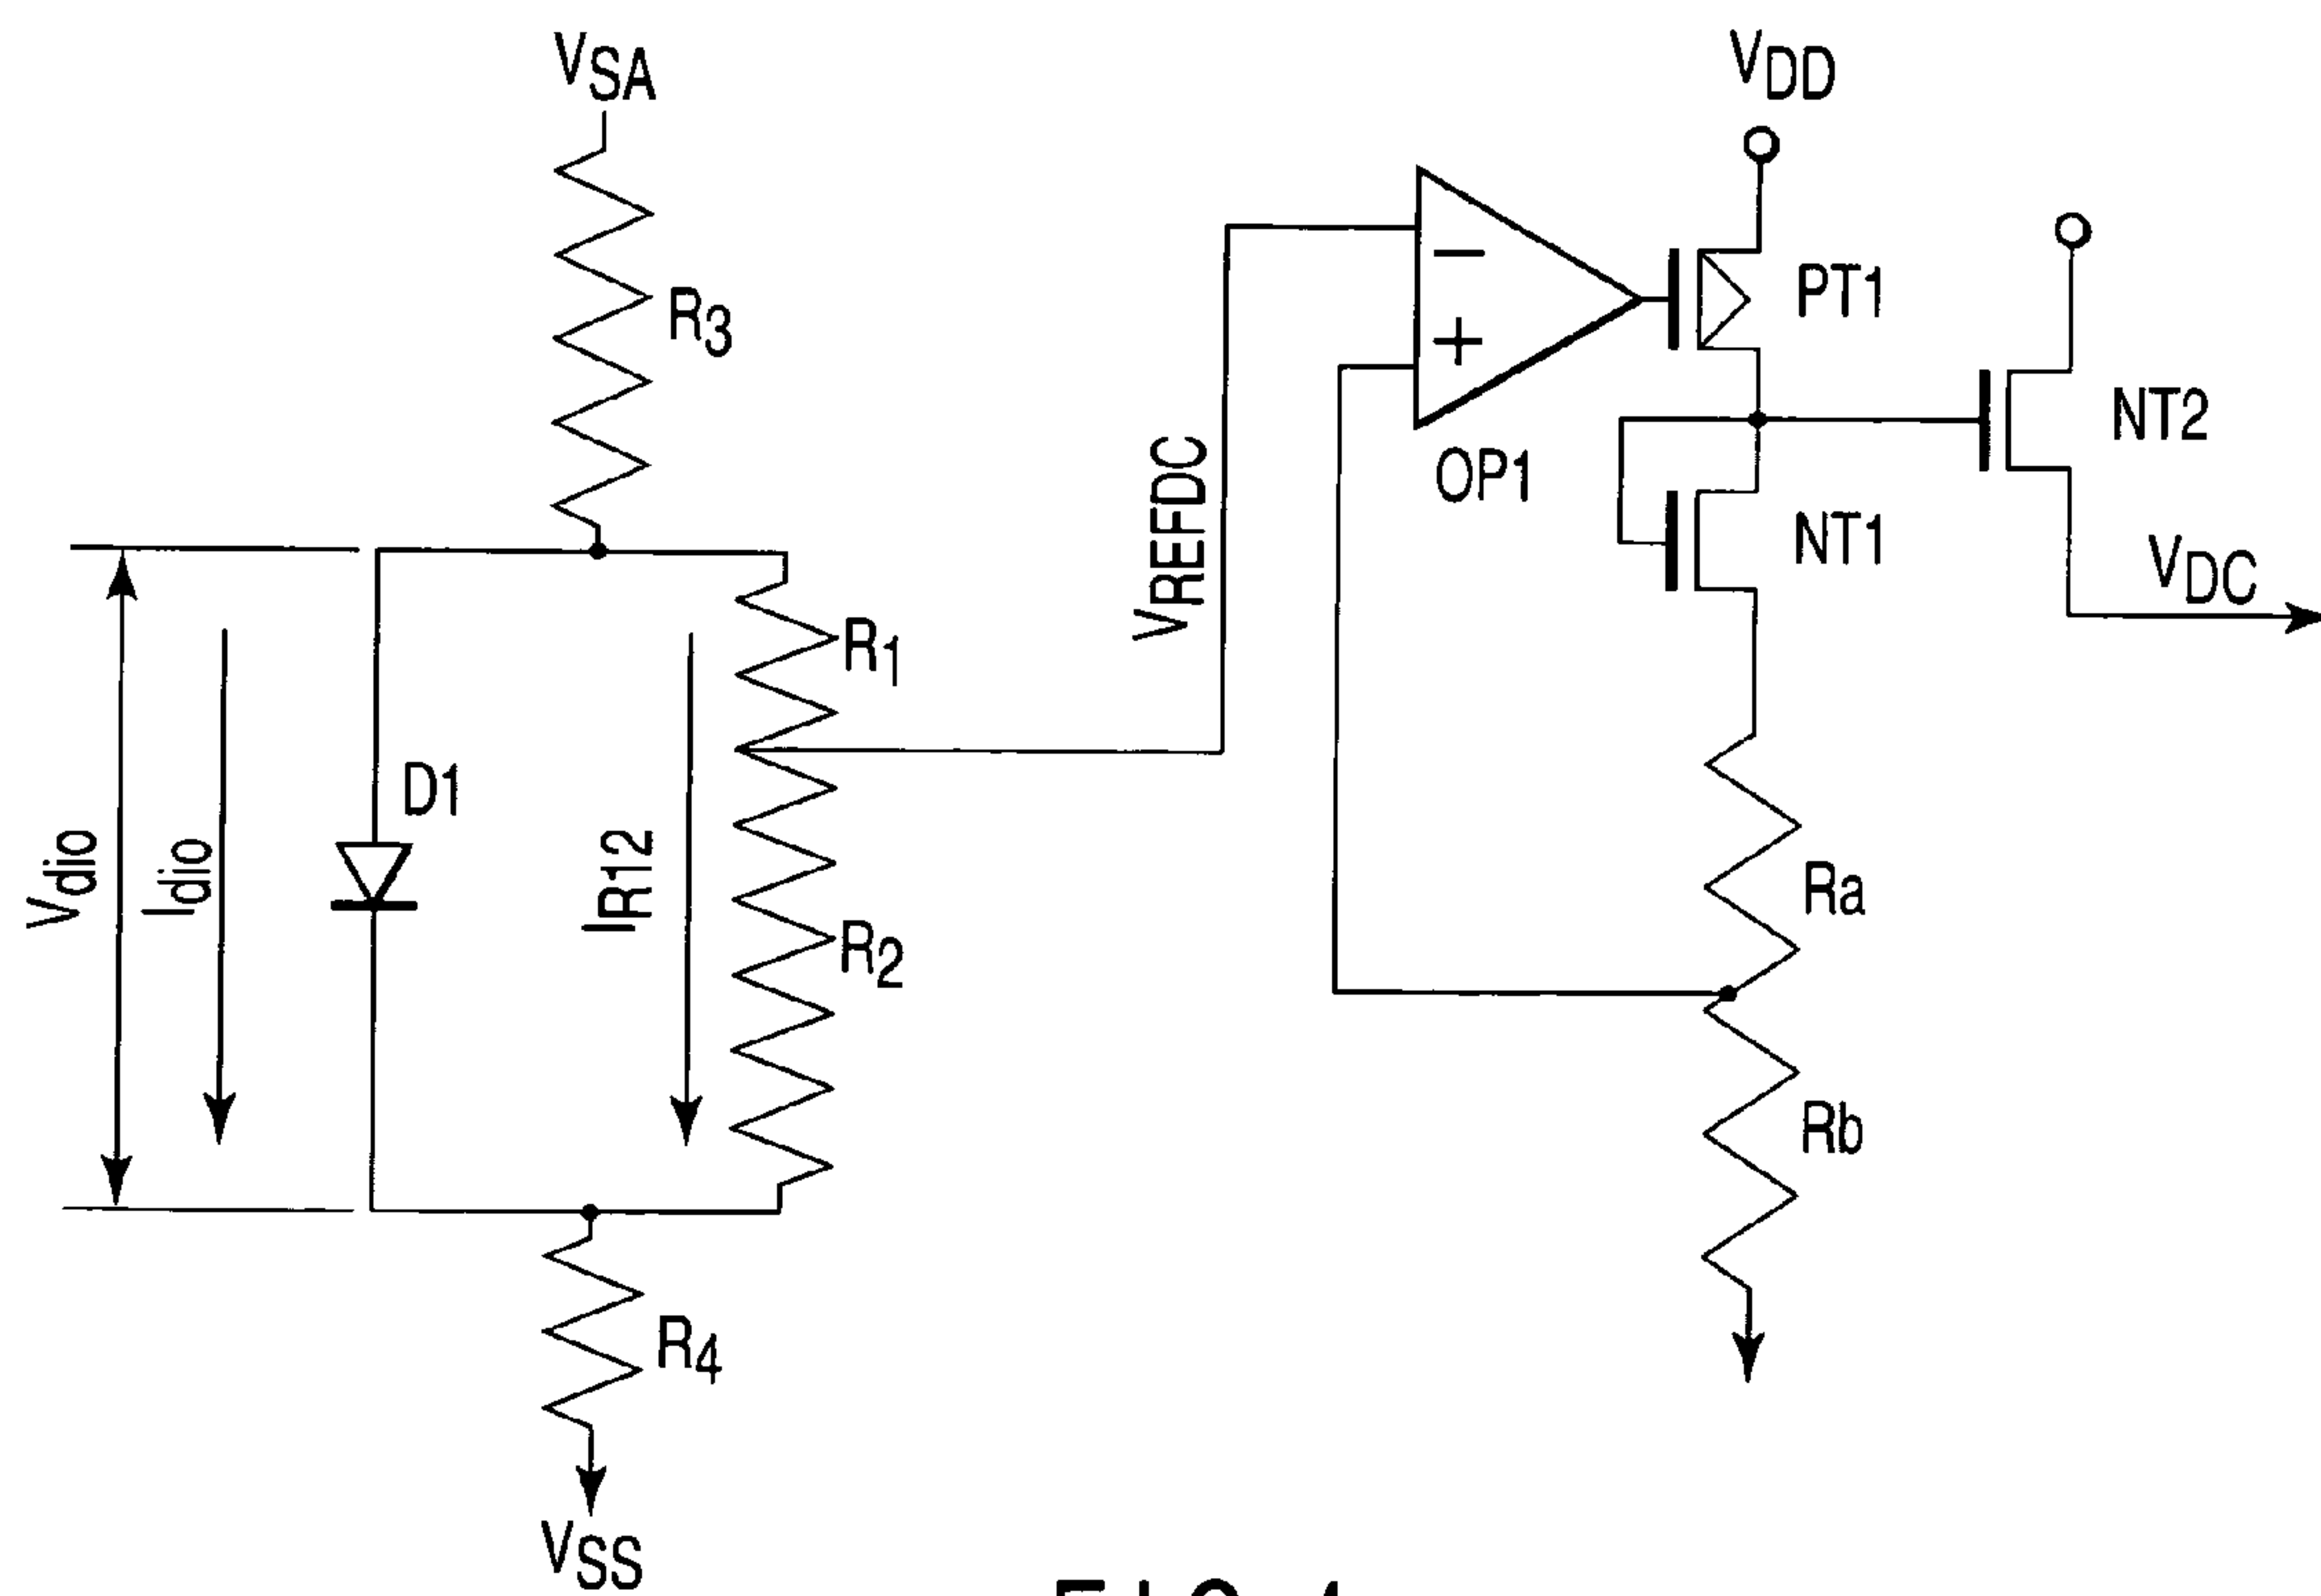 VSA
VDD
R3
PT1
NT2
OP1
VREFDC
NT1
VDC
R1
D1
Vdio
Idio
IR12
Ra
R2
Rb
R4
VSS